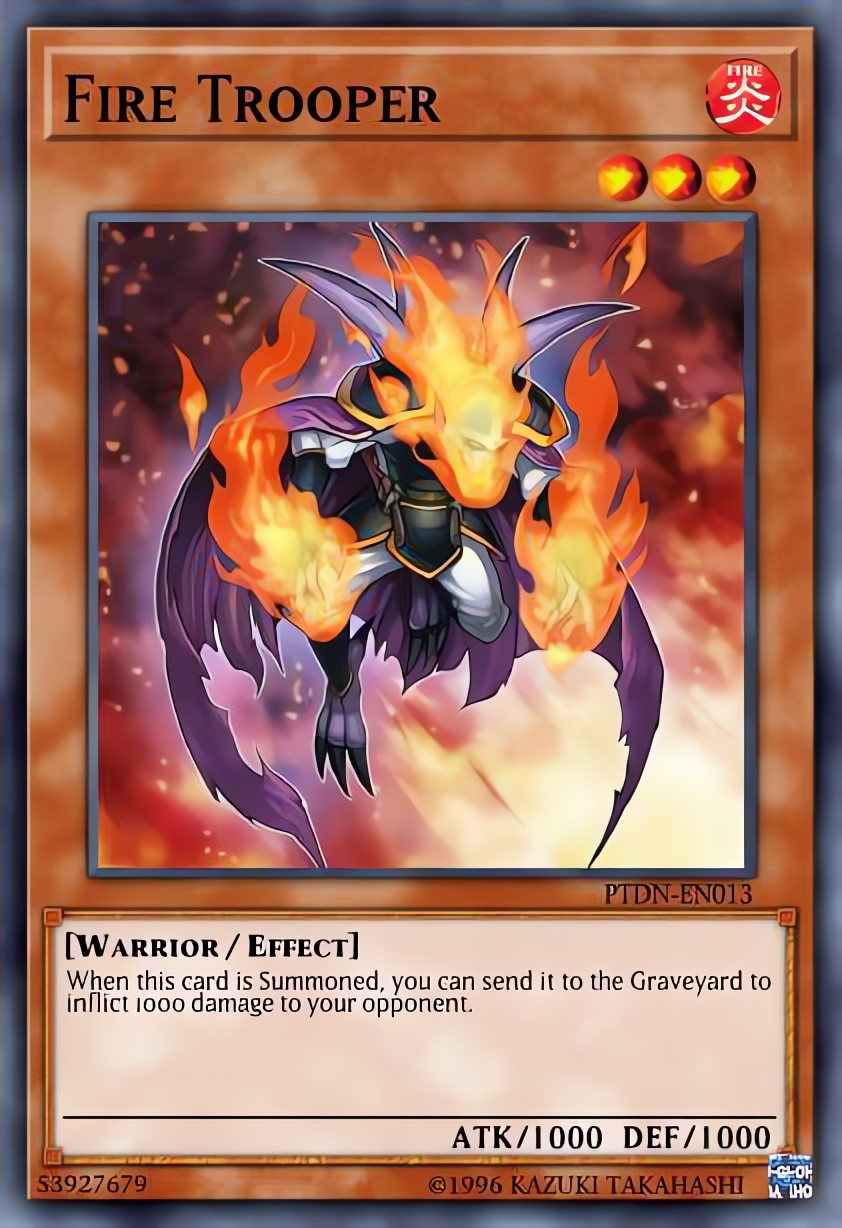 FIRE TROOPER
FIRE
炎
PTDN-EN013
[WARRIOR / EFFECT]
When this card is Summoned, you can send it to the Graveyard to
inflict 1000 damage to your opponent.
ATK/1000 DEF/1000
53927679 ©1996 KAZUKI TAKAHASHI